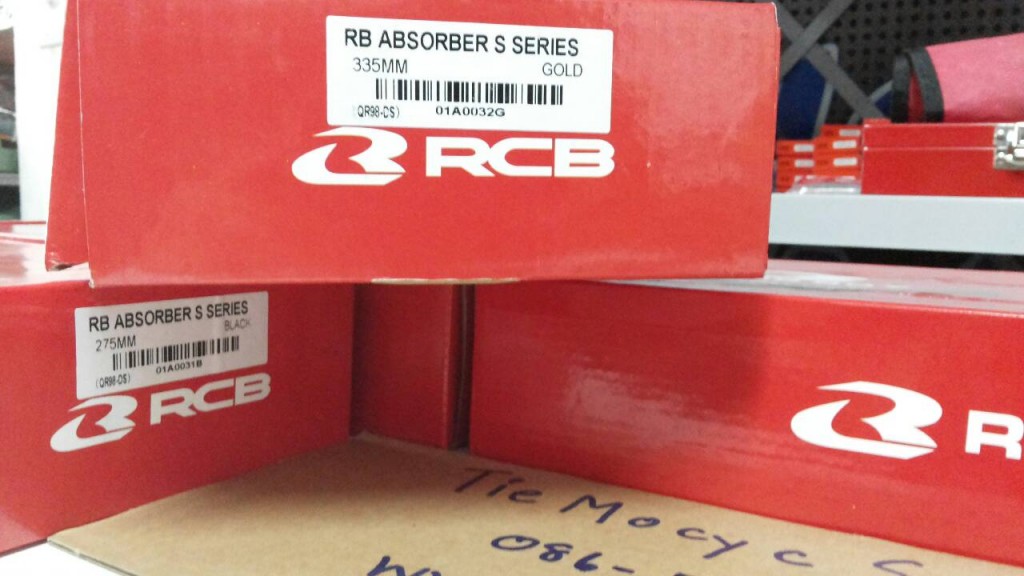 RB ABSORBER S SERIES
335MM GOLD
(QR98-DS) 01A0032G
RCB
RB ABSORBER S SERIES
275MM BLACK
(QR98-DS) 01A0031B
RCB
R
Tie Mocyc C
086-